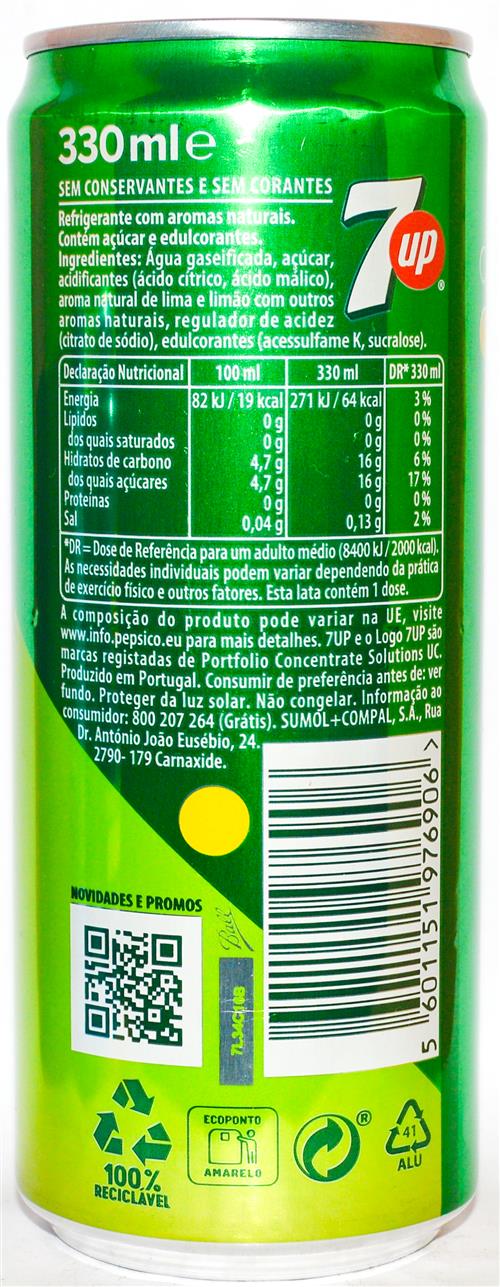 330 ml e
SEM CONSERVANTES E SEM CORANTES
Refrigerante com aromas naturais.
Contém açúcar e edulcorantes.
Ingredientes: Água gaseificada, açúcar,
acidificantes (ácido cítrico, ácido málico),
aroma natural de lima e limão com outros
aromas naturais, regulador de acidez
(citrato de sódio), edulcorantes (acessulfame K, sucralose).
7up®
Declaração Nutricional 100 ml 330 ml DR* 330 ml
Energia 82 kJ / 19 kcal 271 kJ / 64 kcal 3 %
Lípidos 0 g 0 g 0 %
dos quais saturados 0 g 0 g 0 %
Hidratos de carbono 4,7 g 16 g 6 %
dos quais açúcares 4,7 g 16 g 17 %
Proteínas 0 g 0 g 0 %
Sal 0,04 g 0,13 g 2 %
*DR = Dose de Referência para um adulto médio (8400 kJ / 2000 kcal).
As necessidades individuais podem variar dependendo da prática
de exercício físico e outros fatores. Esta lata contém 1 dose.
A composição do produto pode variar na UE, visite
www.info.pepsico.eu para mais detalhes. 7UP e o Logo 7UP são
marcas registadas de Portfolio Concentrate Solutions UC.
Produzido em Portugal. Consumir de preferência antes de: ver
fundo. Proteger da luz solar. Não congelar. Informação ao
consumidor: 800 207 264 (Grátis). SUMOL+COMPAL, S.A., Rua
Dr. António João Eusébio, 24.
2790- 179 Carnaxide.
5 601151 976906 >
NOVIDADES E PROMOS
Ball
100%
RECICLÁVEL
ECOPONTO
AMARELO
®
41
ALU